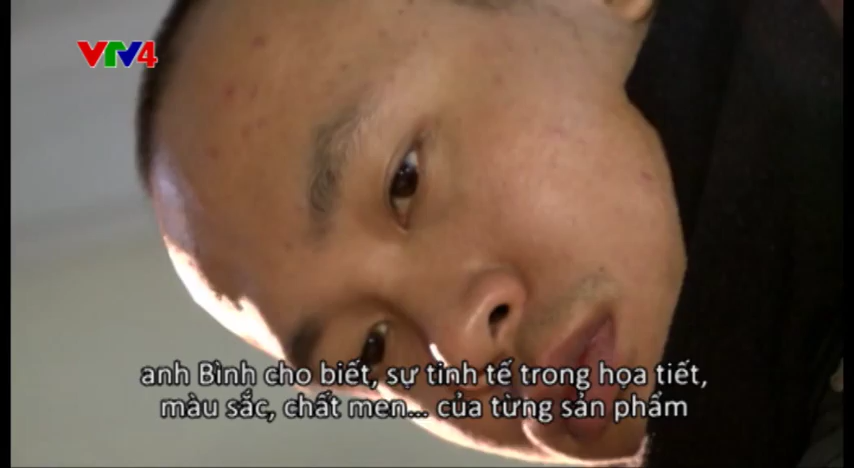 VTV4
anh Bình cho biết, sự tinh tế trong họa tiết,
màu sắc, chất men... của từng sản phẩm